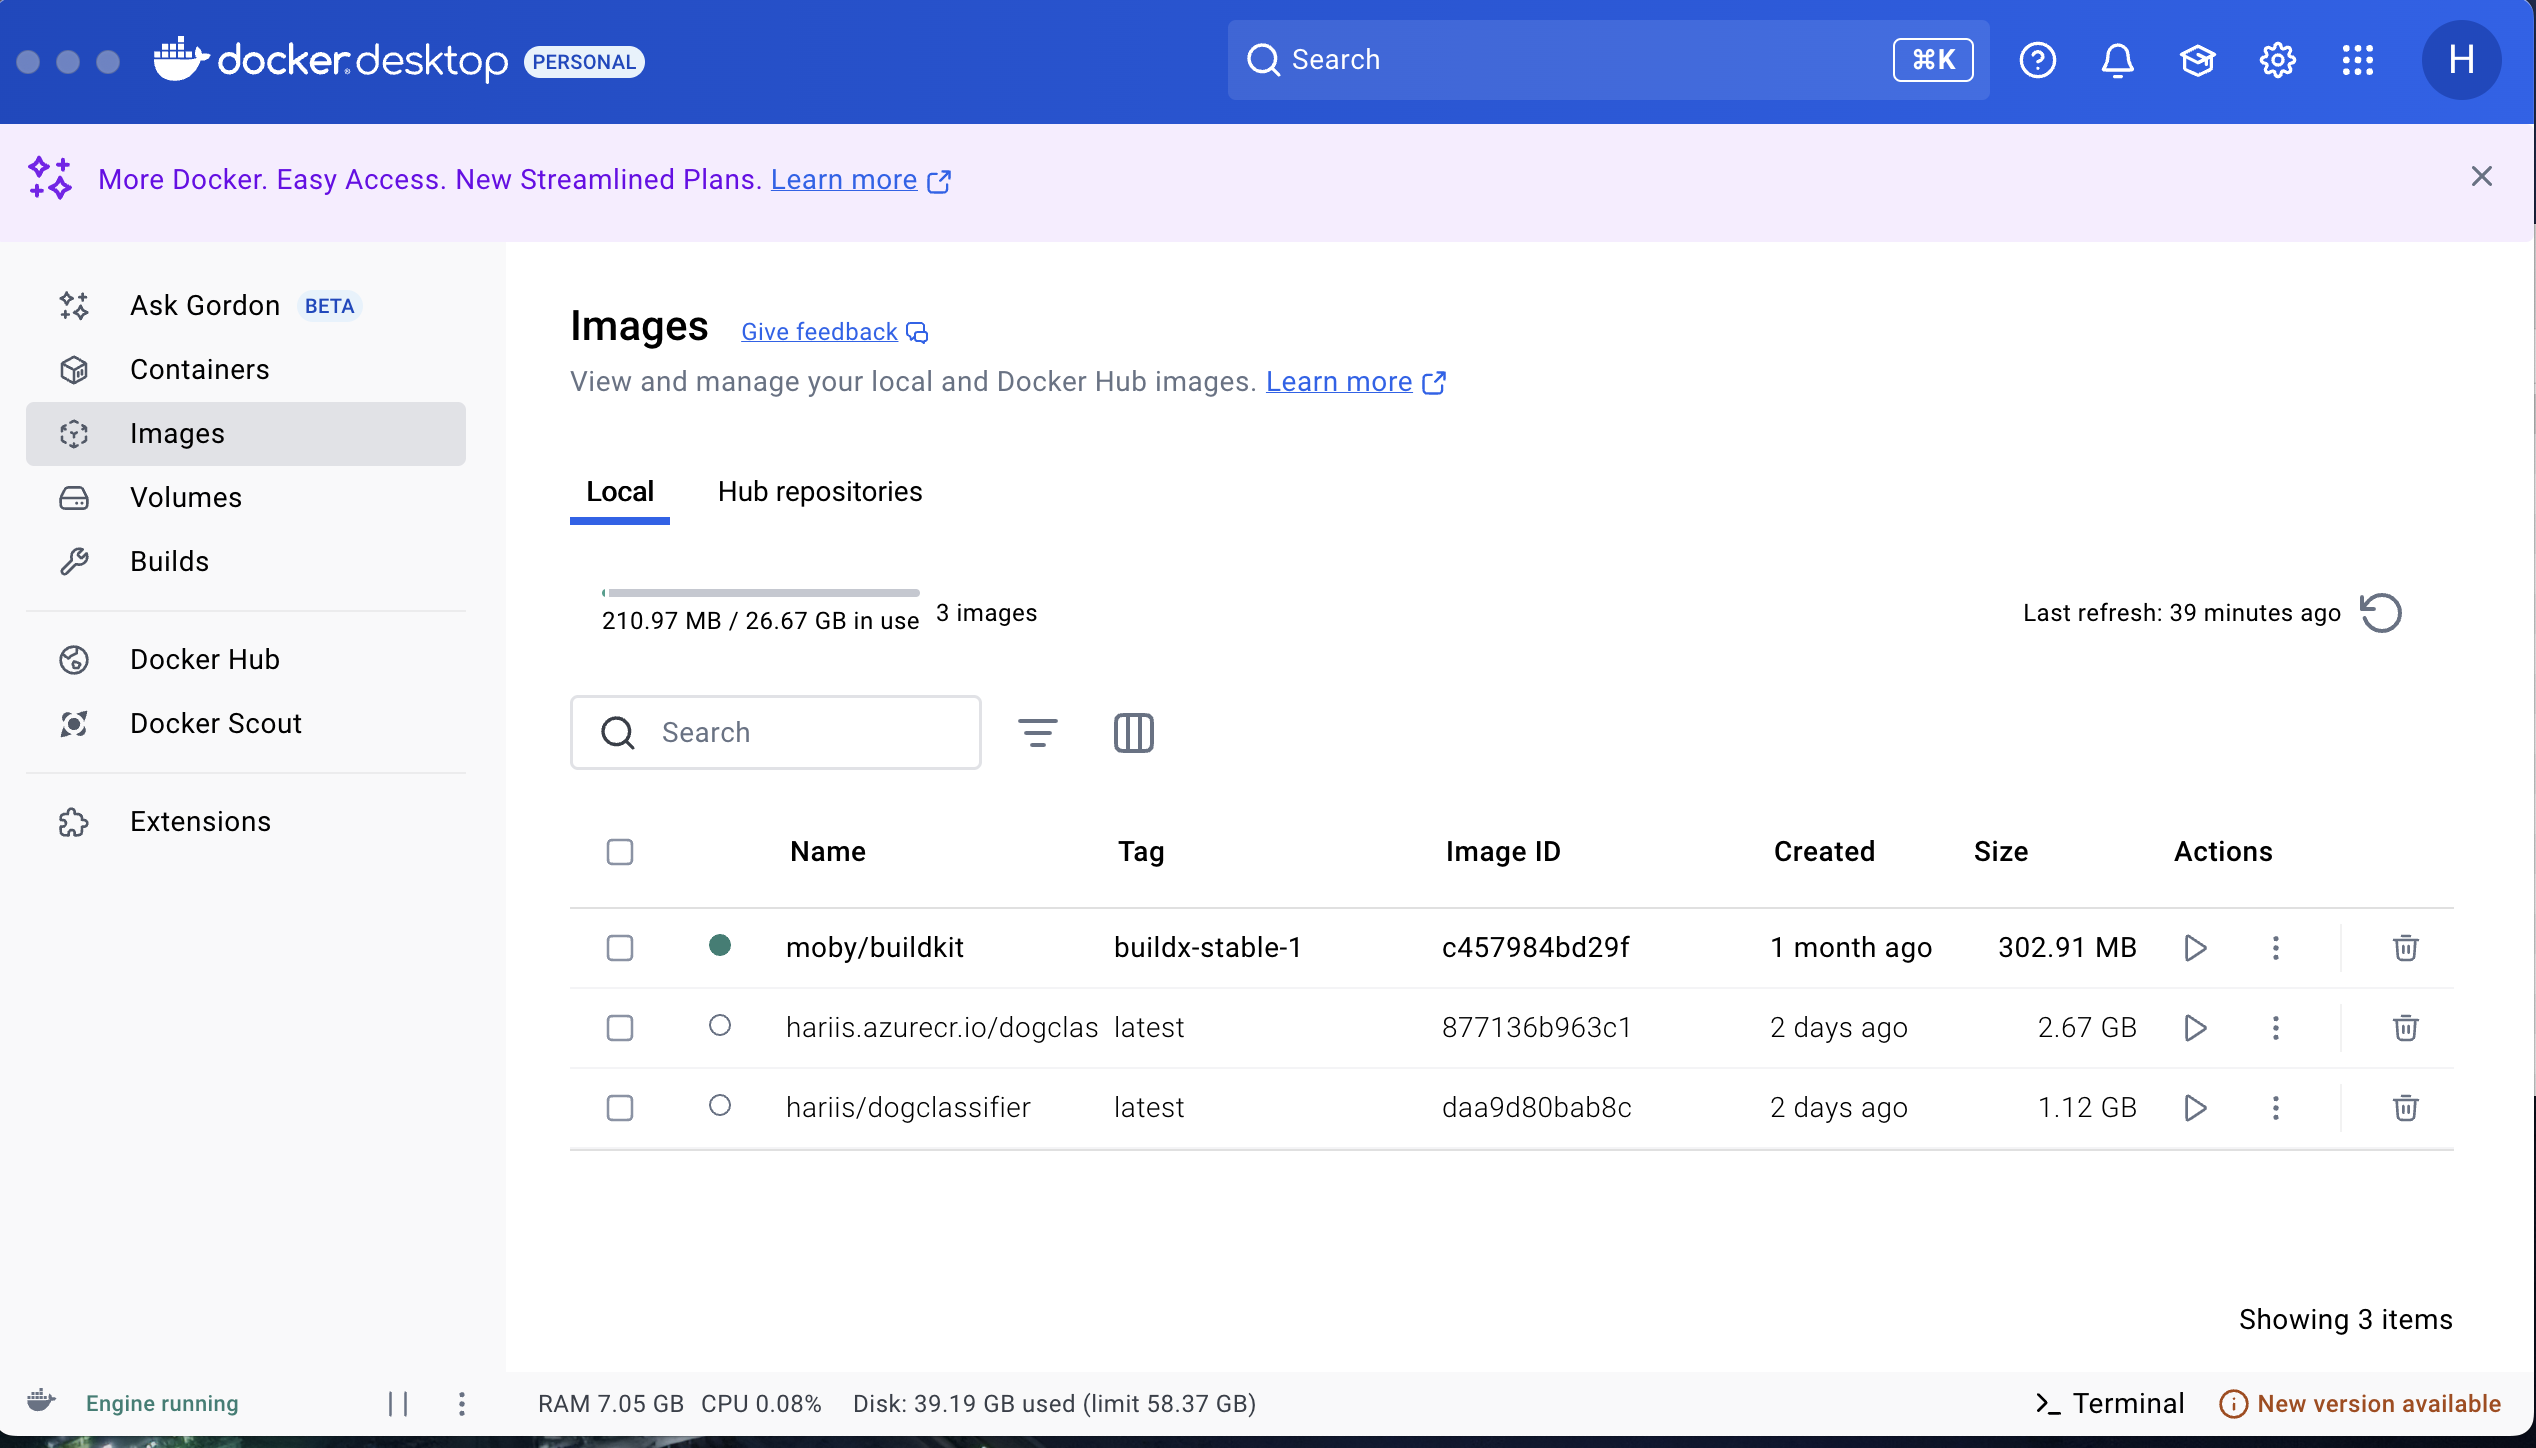 docker desktop PERSONAL
Search ⌘K
H
More Docker. Easy Access. New Streamlined Plans. Learn more
Ask Gordon BETA
Containers
Images
Volumes
Builds
Docker Hub
Docker Scout
Extensions
Images Give feedback
View and manage your local and Docker Hub images. Learn more
Local Hub repositories
210.97 MB / 26.67 GB in use 3 images
Last refresh: 39 minutes ago
Search
Name Tag Image ID Created Size Actions
moby/buildkit buildx-stable-1 c457984bd29f 1 month ago 302.91 MB
hariis.azurecr.io/dogclas latest 877136b963c1 2 days ago 2.67 GB
hariis/dogclassifier latest daa9d80bab8c 2 days ago 1.12 GB
Showing 3 items
Engine running
RAM 7.05 GB CPU 0.08% Disk: 39.19 GB used (limit 58.37 GB)
>_ Terminal
New version available